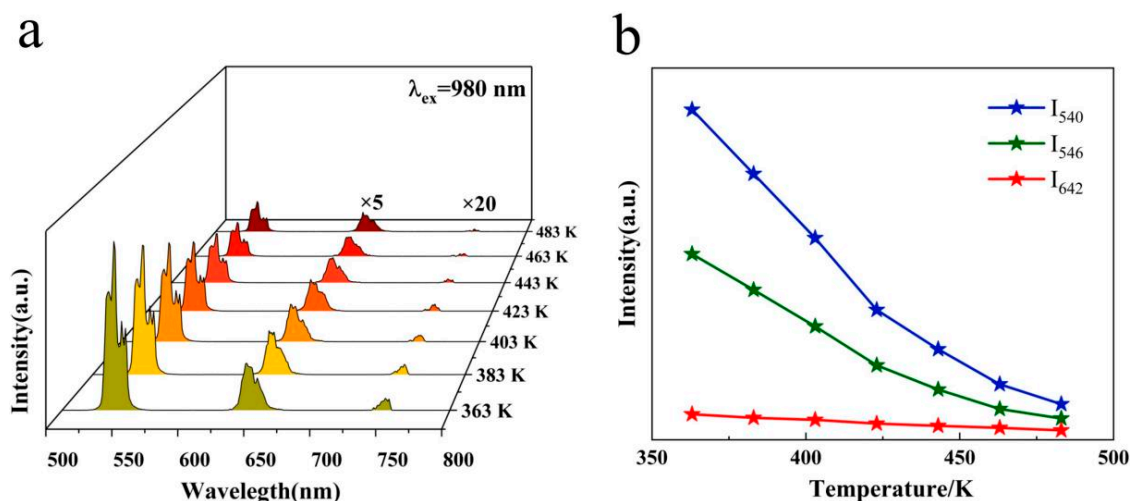 a
λex=980 nm
×5
×20
483 K
463 K
443 K
423 K
403 K
383 K
363 K
Intensity(a.u.)
500 550 600 650 700 750 800
Wavelegth(nm)
b
I540
I546
I642
Intensity(a.u.)
350 400 450 500
Temperature/K